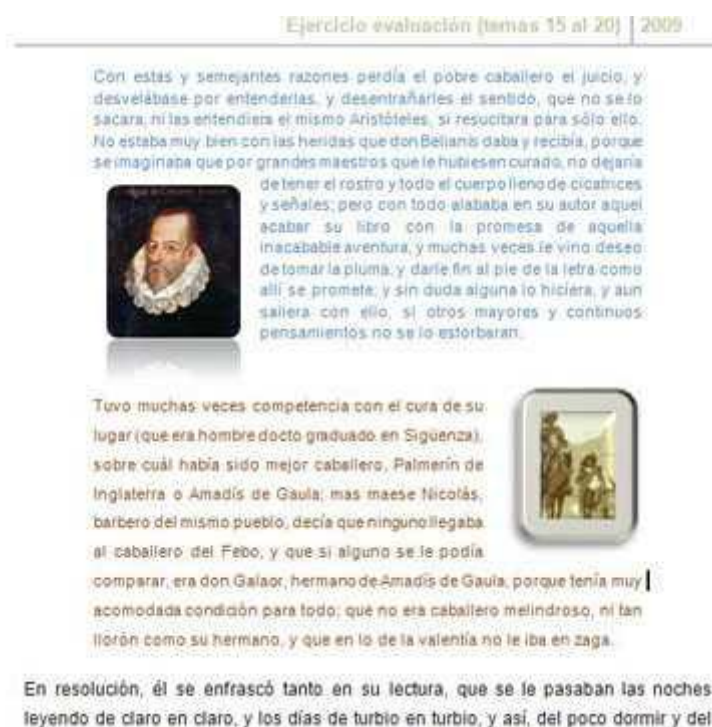 Ejercicio evaluación (temas 15 al 20) | 2009
Con estas y semejantes razones perdía el pobre caballero el juicio, y
desvelábase por entenderlas, y desentrañarles el sentido, que no se lo
sacara, ni las entendiera el mismo Aristóteles, si resucitara para sólo ello.
No estaba muy bien con las heridas que don Belianis daba y recibía, porque
se imaginaba que por grandes maestros que le hubiesen curado, no dejaría
de tener el rostro y todo el cuerpo lleno de cicatrices
y señales; pero con todo alababa en su autor aquel
acabar su libro con la promesa de aquella
inacabable aventura, y muchas veces le vino deseo
de tomar la pluma, y darle fin al pie de la letra como
allí se promete; y sin duda alguna lo hiciera, y aun
saliera con ello, si otros mayores y continuos
pensamientos no se lo estorbaran.
Tuvo muchas veces competencia con el cura de su
lugar (que era hombre docto graduado en Sigüenza),
sobre cuál había sido mejor caballero, Palmerín de
Inglaterra o Amadís de Gaula; mas maese Nicolás,
barbero del mismo pueblo, decía que ninguno llegaba
al caballero del Febo, y que si alguno se le podía
comparar, era don Galaor, hermano de Amadís de Gaula, porque tenía muy
acomodada condición para todo; que no era caballero melindroso, ni tan
llorón como su hermano, y que en lo de la valentía no le iba en zaga.
En resolución, él se enfrascó tanto en su lectura, que se le pasaban las noches
leyendo de claro en claro, y los días de turbio en turbio, y así, del poco dormir y del